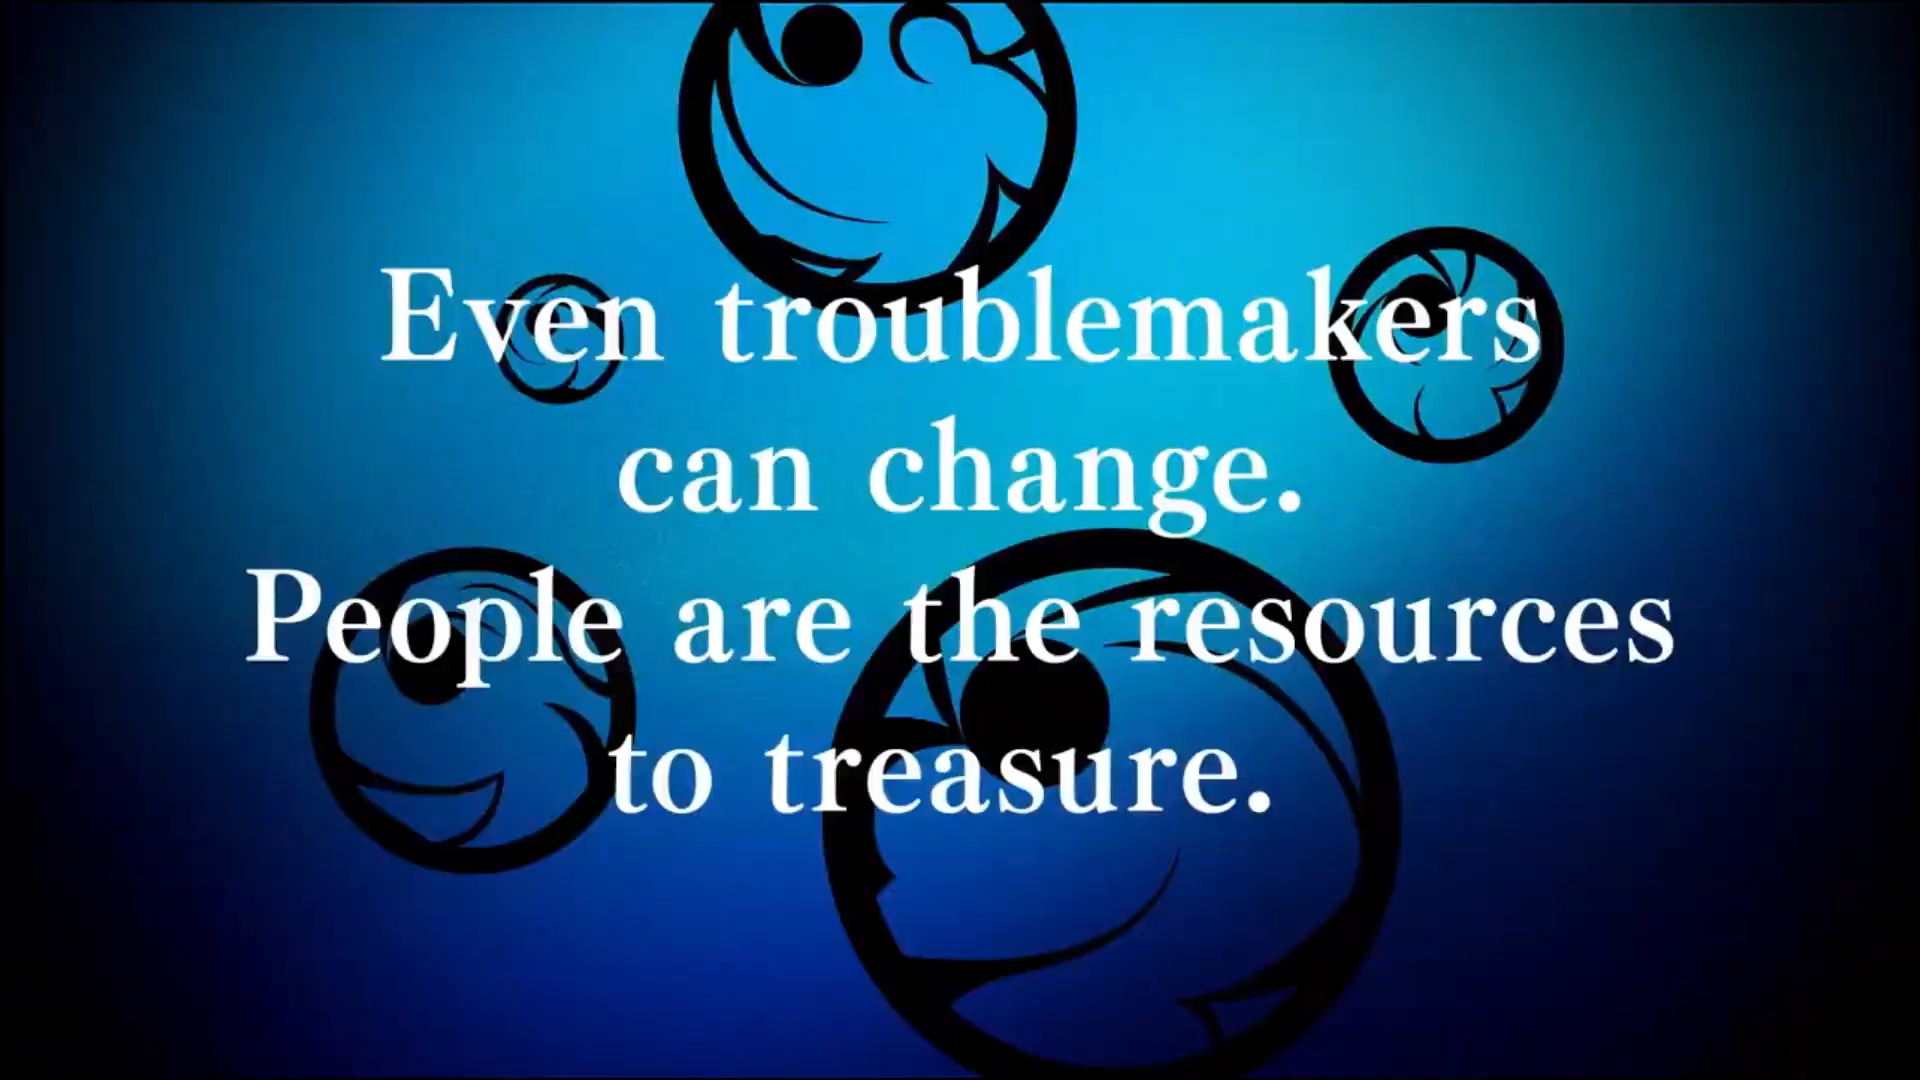 Even troublemakers
can change.
People are the resources
to treasure.